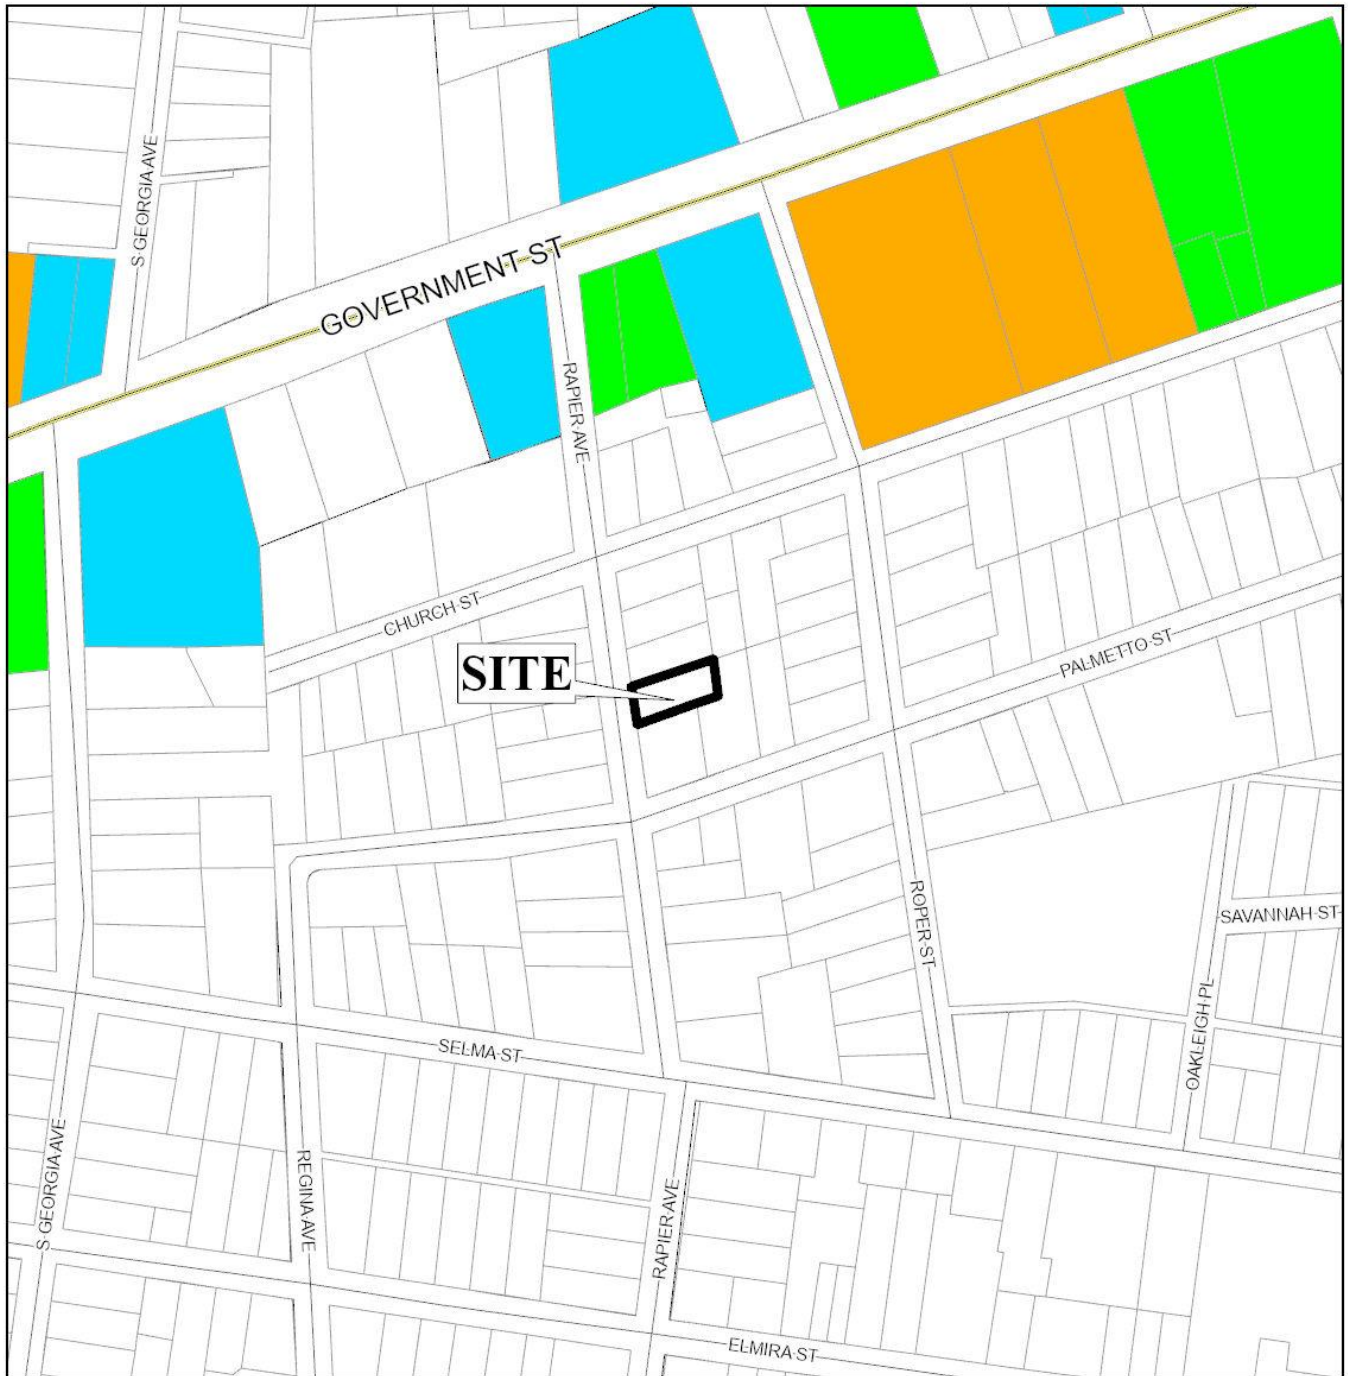 S GEORGIA AVE
GOVERNMENT ST
RAPIER AVE
CHURCH ST
SITE
PALMETTO ST
ROPER ST
SAVANNAH ST
OAKLEIGH PL
SELMA ST
S GEORGIA AVE
REGINA AVE
RAPIER AVE
ELMIRA ST